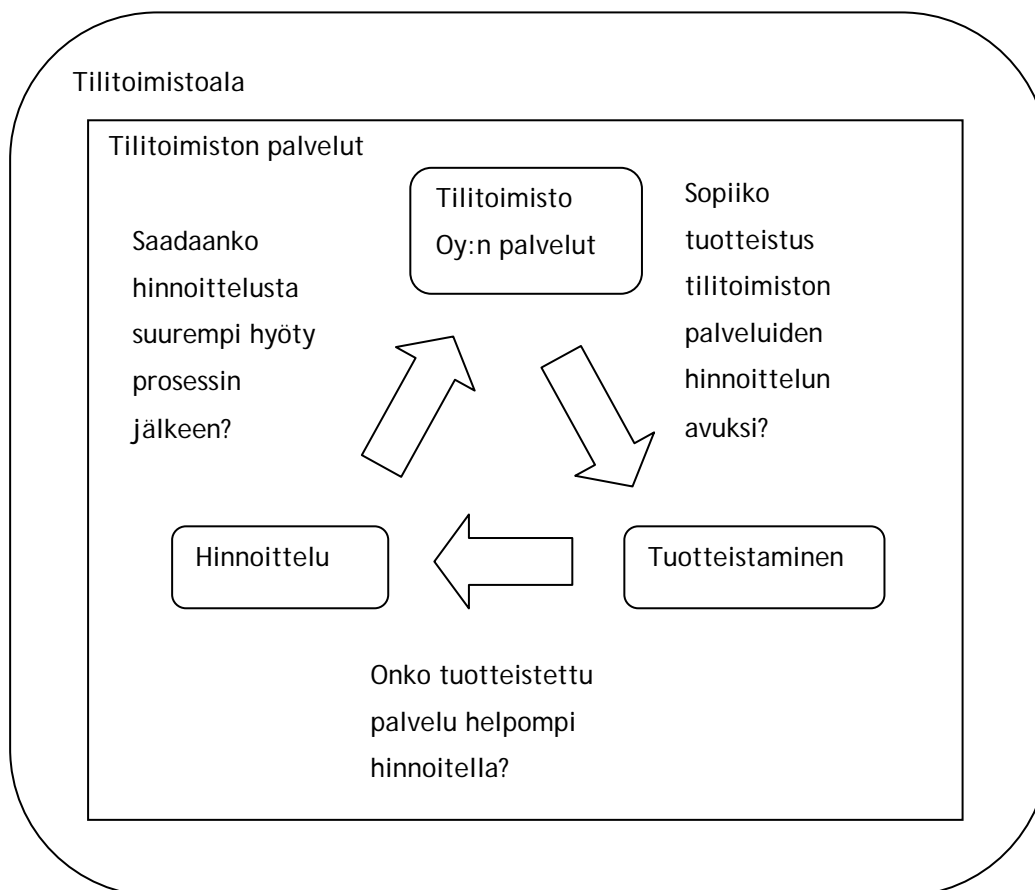 Tilitoimistoala
Tilitoimiston palvelut
Tilitoimisto
Oy:n palvelut
Sopiiko
tuotteistus
tilitoimiston
palveluiden
hinnoittelun
avuksi?
Saadaanko
hinnoittelusta
suurempi hyöty
prosessin
jälkeen?
Hinnoittelu
Tuotteistaminen
Onko tuotteistettu
palvelu helpompi
hinnoitella?